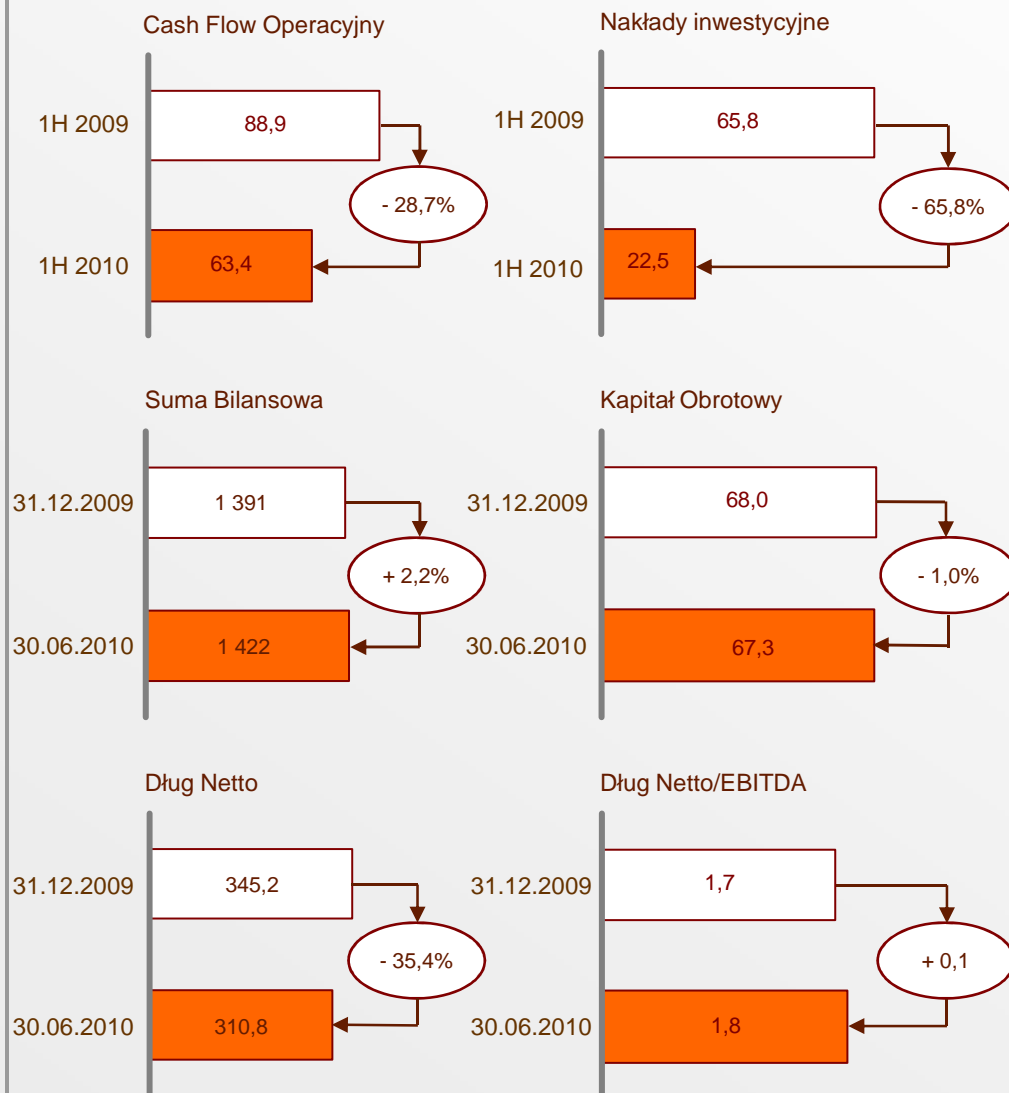 Cash Flow Operacyjny
1H 2009
88,9
- 28,7%
1H 2010
63,4
Nakłady inwestycyjne
1H 2009
65,8
- 65,8%
1H 2010
22,5
Suma Bilansowa
31.12.2009
1 391
+ 2,2%
30.06.2010
1 422
Kapitał Obrotowy
31.12.2009
68,0
- 1,0%
30.06.2010
67,3
Dług Netto
31.12.2009
345,2
- 35,4%
30.06.2010
310,8
Dług Netto/EBITDA
31.12.2009
1,7
+ 0,1
30.06.2010
1,8